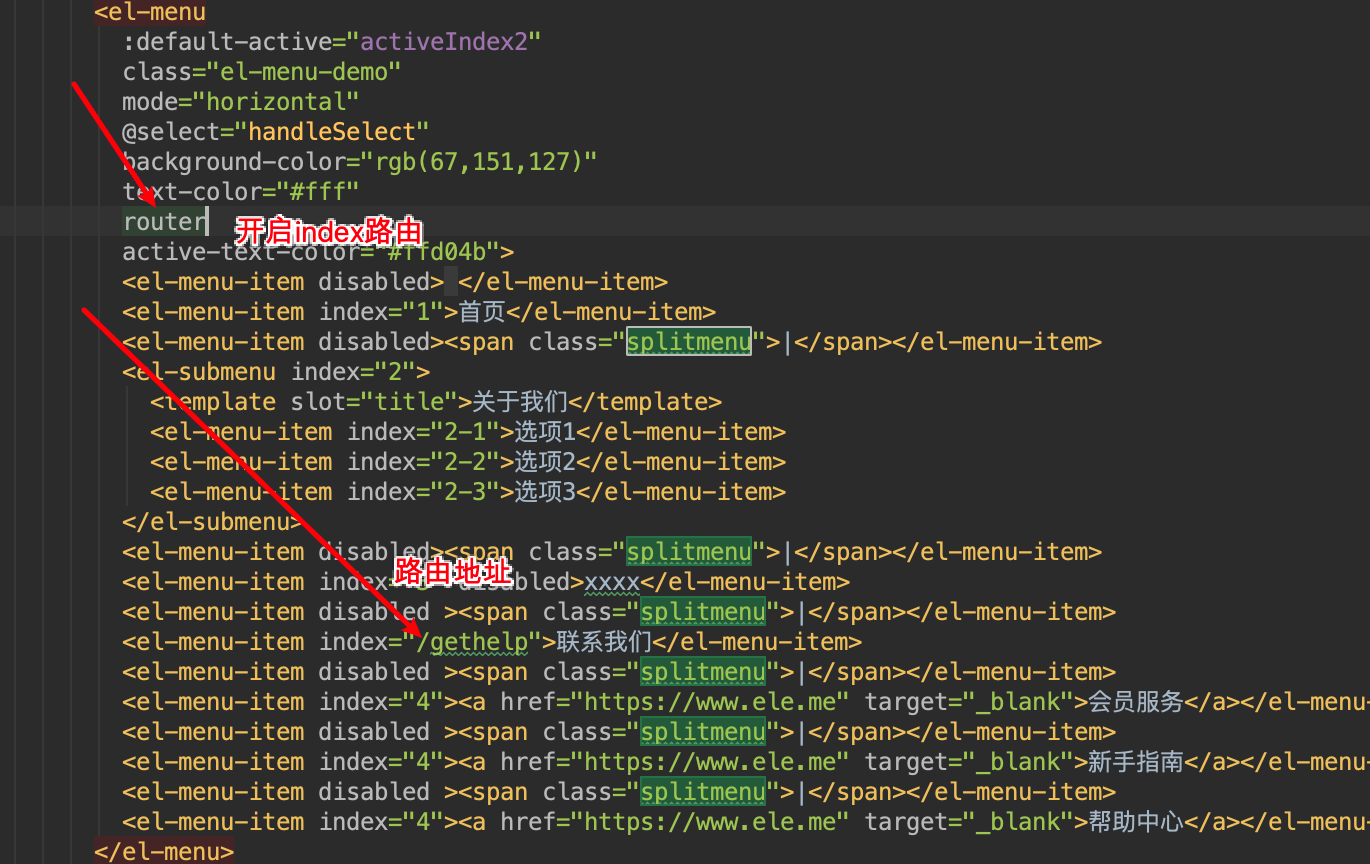 <el-menu
:default-active="activeIndex2"
class="el-menu-demo"
mode="horizontal"
@select="handleSelect"
background-color="rgb(67,151,127)"
text-color="#fff"
router
开启index路由
active-text-color="#ffd04b">
<el-menu-item disabled> </el-menu-item>
<el-menu-item index="1">首页</el-menu-item>
<el-menu-item disabled><span class="splitmenu">|</span></el-menu-item>
<el-submenu index="2">
<template slot="title">关于我们</template>
<el-menu-item index="2-1">选项1</el-menu-item>
<el-menu-item index="2-2">选项2</el-menu-item>
<el-menu-item index="2-3">选项3</el-menu-item>
</el-submenu>
<el-menu-item disabled><span class="splitmenu">|</span></el-menu-item>
路由地址
<el-menu-item index= disabled>xxxx</el-menu-item>
<el-menu-item disabled ><span class="splitmenu">|</span></el-menu-item>
<el-menu-item index="/gethelp">联系我们</el-menu-item>
<el-menu-item disabled ><span class="splitmenu">|</span></el-menu-item>
<el-menu-item index="4"><a href="https://www.ele.me" target="_blank">会员服务</a></el-menu-
<el-menu-item disabled ><span class="splitmenu">|</span></el-menu-item>
<el-menu-item index="4"><a href="https://www.ele.me" target="_blank">新手指南</a></el-menu-
<el-menu-item disabled ><span class="splitmenu">|</span></el-menu-item>
<el-menu-item index="4"><a href="https://www.ele.me" target="_blank">帮助中心</a></el-menu-
</el-menu>